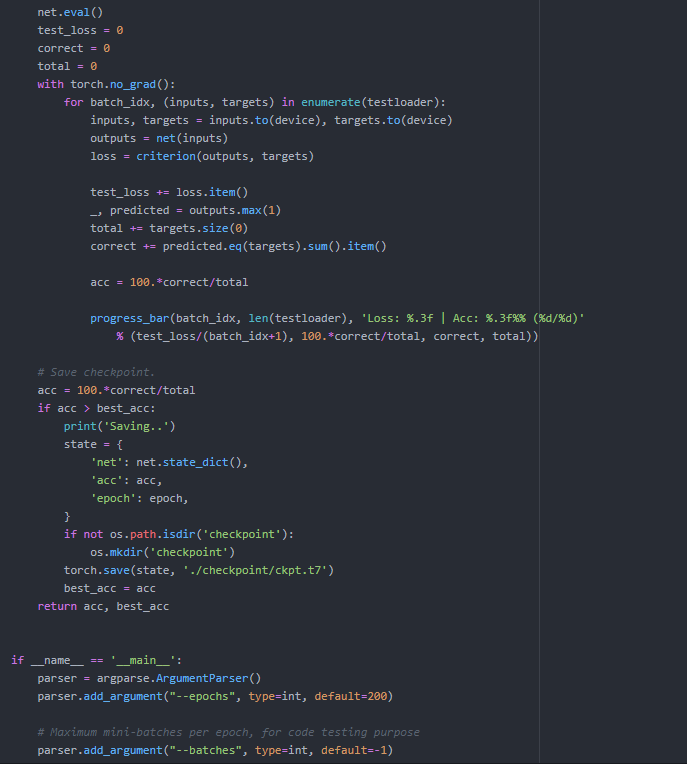 net.eval()
test_loss = 0
correct = 0
total = 0
with torch.no_grad():
for batch_idx, (inputs, targets) in enumerate(testloader):
inputs, targets = inputs.to(device), targets.to(device)
outputs = net(inputs)
loss = criterion(outputs, targets)
test_loss += loss.item()
_, predicted = outputs.max(1)
total += targets.size(0)
correct += predicted.eq(targets).sum().item()
acc = 100.*correct/total
progress_bar(batch_idx, len(testloader), 'Loss: %.3f | Acc: %.3f%% (%d/%d)'
% (test_loss/(batch_idx+1), 100.*correct/total, correct, total))
# Save checkpoint.
acc = 100.*correct/total
if acc > best_acc:
print('Saving..')
state = {
'net': net.state_dict(),
'acc': acc,
'epoch': epoch,
}
if not os.path.isdir('checkpoint'):
os.mkdir('checkpoint')
torch.save(state, './checkpoint/ckpt.t7')
best_acc = acc
return acc, best_acc
if __name__ == '__main__':
parser = argparse.ArgumentParser()
parser.add_argument("--epochs", type=int, default=200)
# Maximum mini-batches per epoch, for code testing purpose
parser.add_argument("--batches", type=int, default=-1)